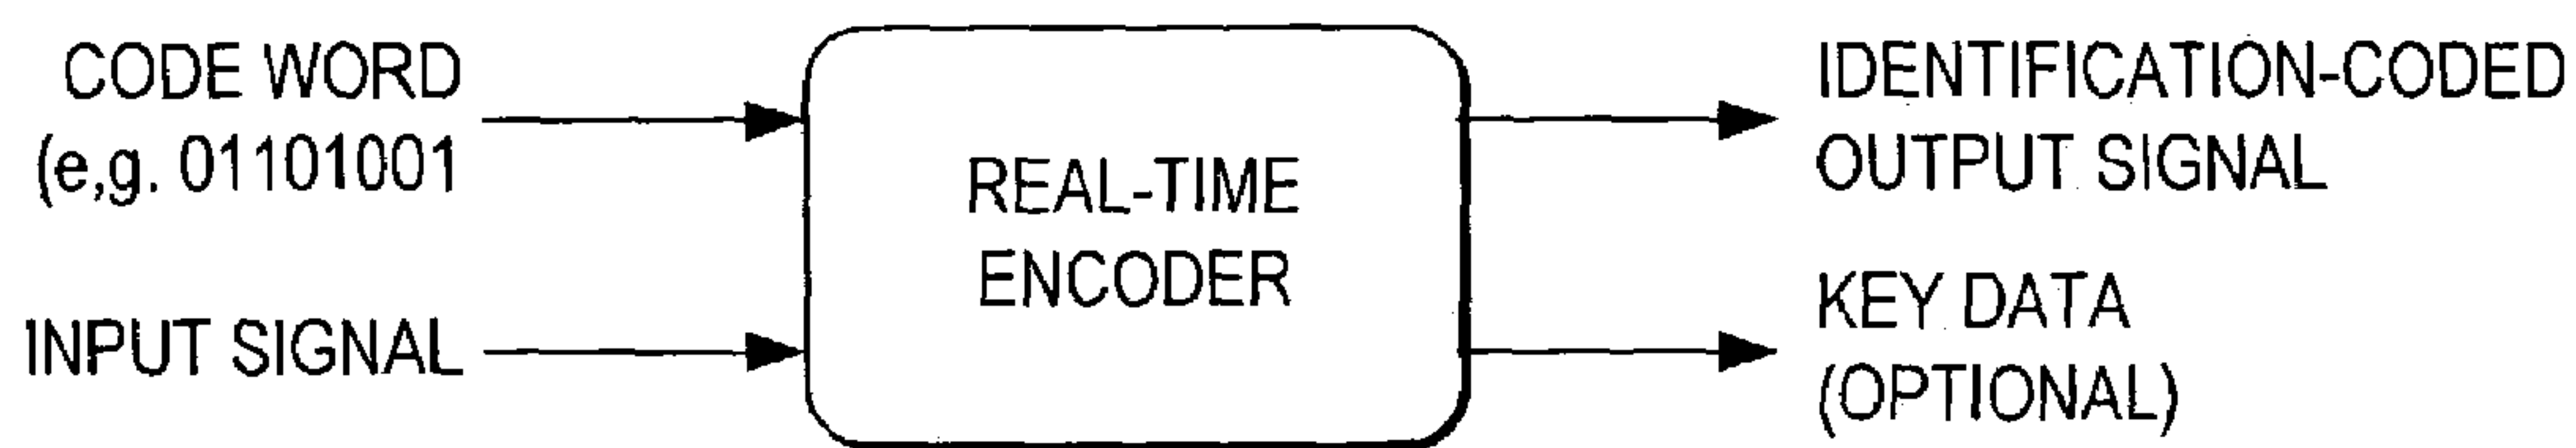 CODE WORD
(e,g. 01101001
INPUT SIGNAL
REAL-TIME
ENCODER
IDENTIFICATION-CODED
OUTPUT SIGNAL
KEY DATA
(OPTIONAL)